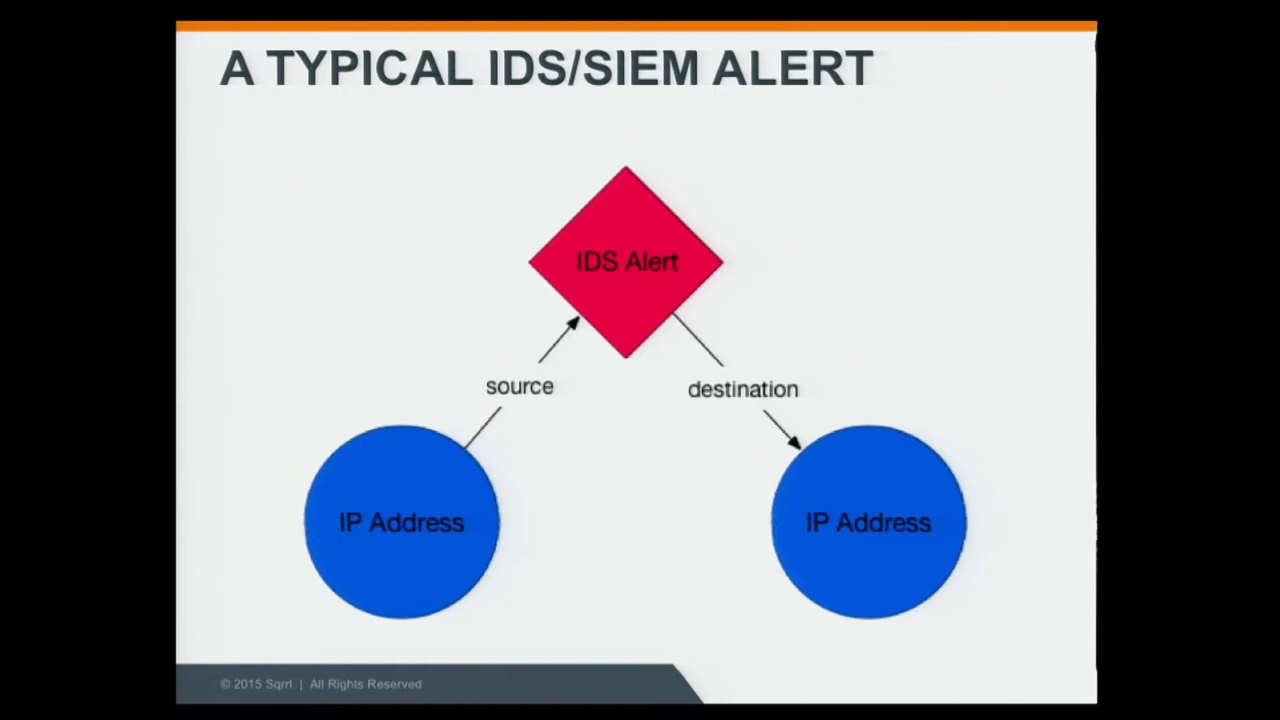 A TYPICAL IDS/SIEM ALERT
IDS Alert
source
destination
IP Address
IP Address
© 2015 Sqrrl | All Rights Reserved